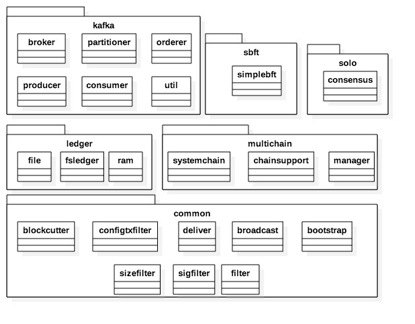 kafka
broker partitioner orderer
producer consumer util
sbft
simplebft
solo
consensus
ledger
file fsledger ram
multichain
systemchain chainsupport manager
common
blockcutter configtxfilter deliver broadcast bootstrap
sizefilter sigfilter filter